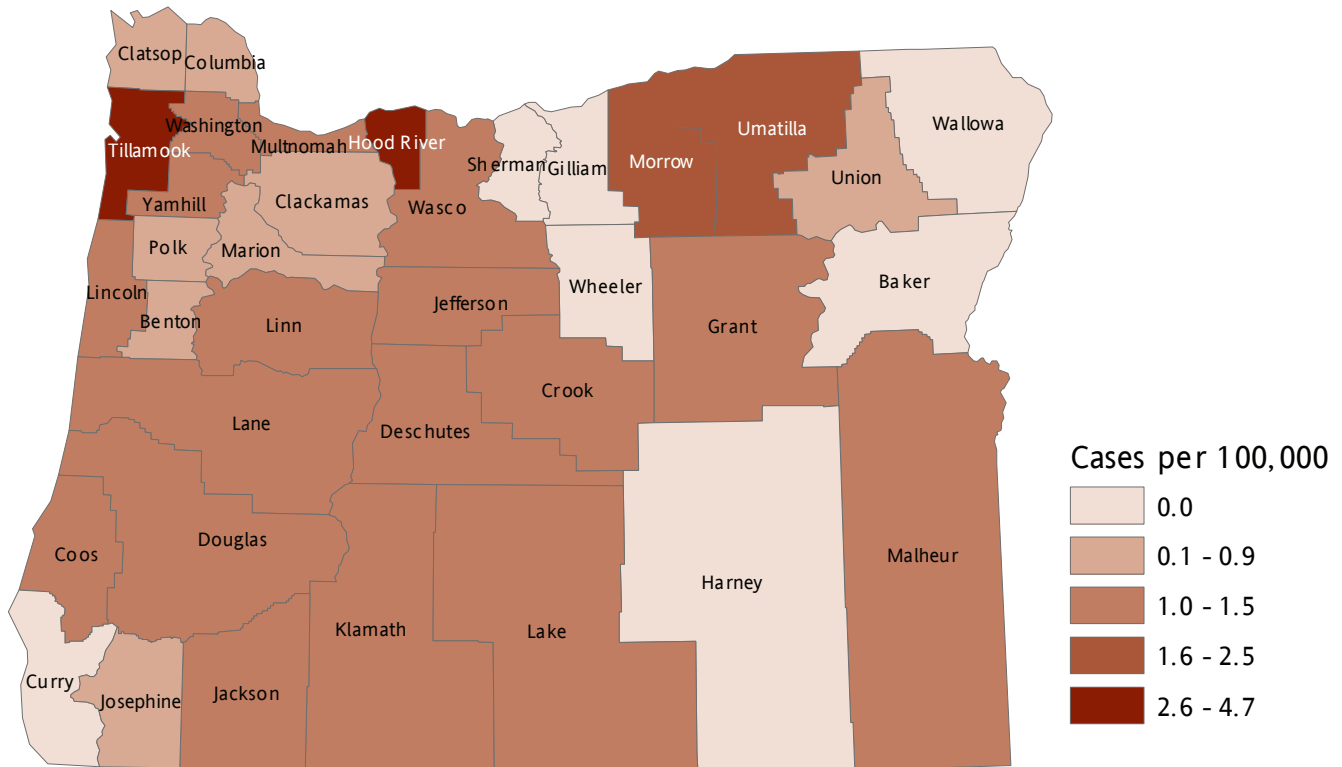 Clatsop
Columbia
Washington
Tillamook
Multnomah
Hood River
Sherman
Gilliam
Morrow
Umatilla
Wallowa
Union
Yamhill
Clackamas
Wasco
Polk
Marion
Baker
Lincoln
Benton
Linn
Jefferson
Wheeler
Grant
Crook
Lane
Deschutes
Coos
Douglas
Harney
Malheur
Klamath
Lake
Curry
Josephine
Jackson
Cases per 100,000
0.0
0.1 - 0.9
1.0 - 1.5
1.6 - 2.5
2.6 - 4.7